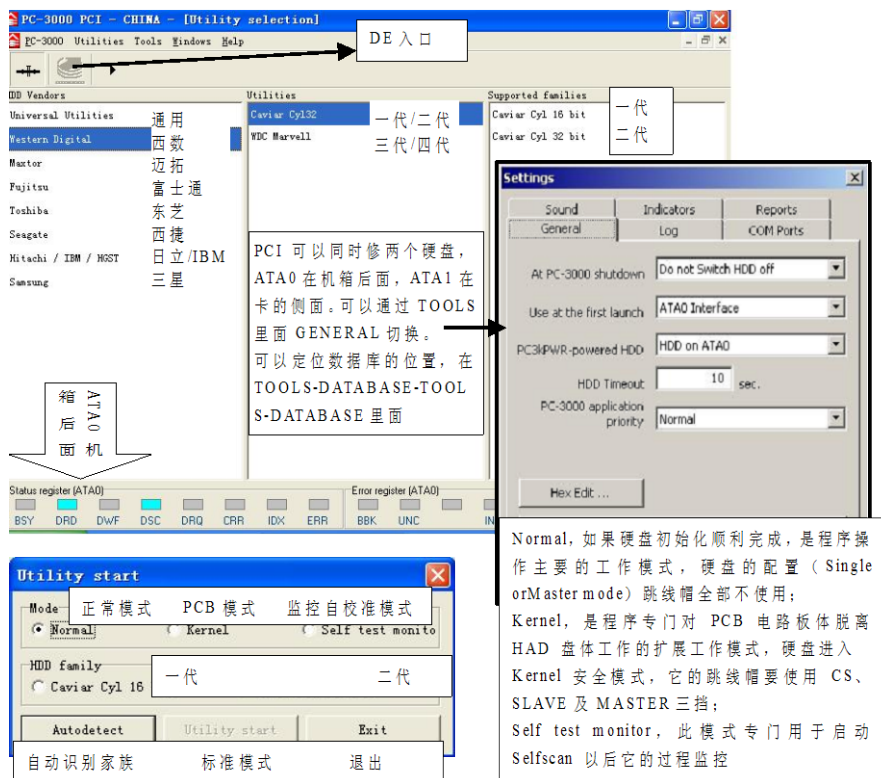 PC-3000 PCI - CHINA - [Utility selection]
PC-3000 Utilities Tools Windows Help
DE入口
HDD Vendors
Utilities
Supported families
Universal Utilities 通用
Western Digital 西数
Maxtor 迈拓
Fujitsu 富士通
Toshiba 东芝
Seagate 西捷
Hitachi / IBM / HGST 日立/IBM
Samsung 三星
Caviar Cyl32 一代/二代
WDC Marvell 三代/四代
Caviar Cyl 16 bit 一代
Caviar Cyl 32 bit 二代
PCI 可以同时修两个硬盘,
ATA0 在机箱后面,ATA1 在
卡的侧面。可以通过 TOOLS
里面 GENERAL 切换。
可以定位数据库的位置,在
TOOLS-DATABASE-TOOL
S-DATABASE 里面
ATA0 机
箱后面
Settings
Sound Indicators Reports
General Log COM Ports
At PC-3000 shutdown Do not Switch HDD off
Use at the first launch ATA0 Interface
PC3kPWR-powered HDD HDD on ATA0
HDD Timeout 10 sec.
PC-3000 application
priority Normal
Hex Edit ...
Status register (ATA0)
BSY DRD DWF DSC DRQ CRR IDX ERR
Error register (ATA0)
BBK UNC
Utility start
Mode 正常模式 PCB 模式 监控自校准模式
Normal Kernel Self test monito
HDD family
一代 二代
Caviar Cyl 16
Autodetect Utility start Exit
自动识别家族 标准模式 退出
Normal,如果硬盘初始化顺利完成,是程序操
作主要的工作模式,硬盘的配置(Single
orMaster mode)跳线帽全部不使用;
Kernel,是程序专门对 PCB 电路板体脱离
HAD 盘体工作的扩展工作模式,硬盘进入
Kernel 安全模式,它的跳线帽要使用 CS、
SLAVE 及 MASTER 三挡;
Self test monitor,此模式专门用于启动
Selfscan 以后它的过程监控